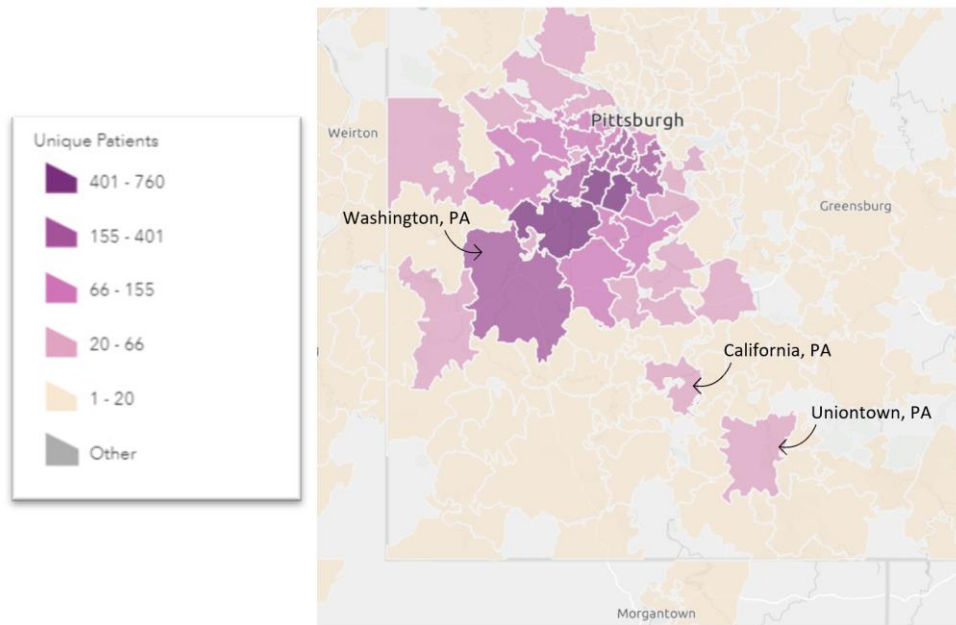 Unique Patients
401 - 760
155 - 401
66 - 155
20 - 66
1 - 20
Other
Pittsburgh
Weirton
Greensburg
Washington, PA
California, PA
Uniontown, PA
Morgantown